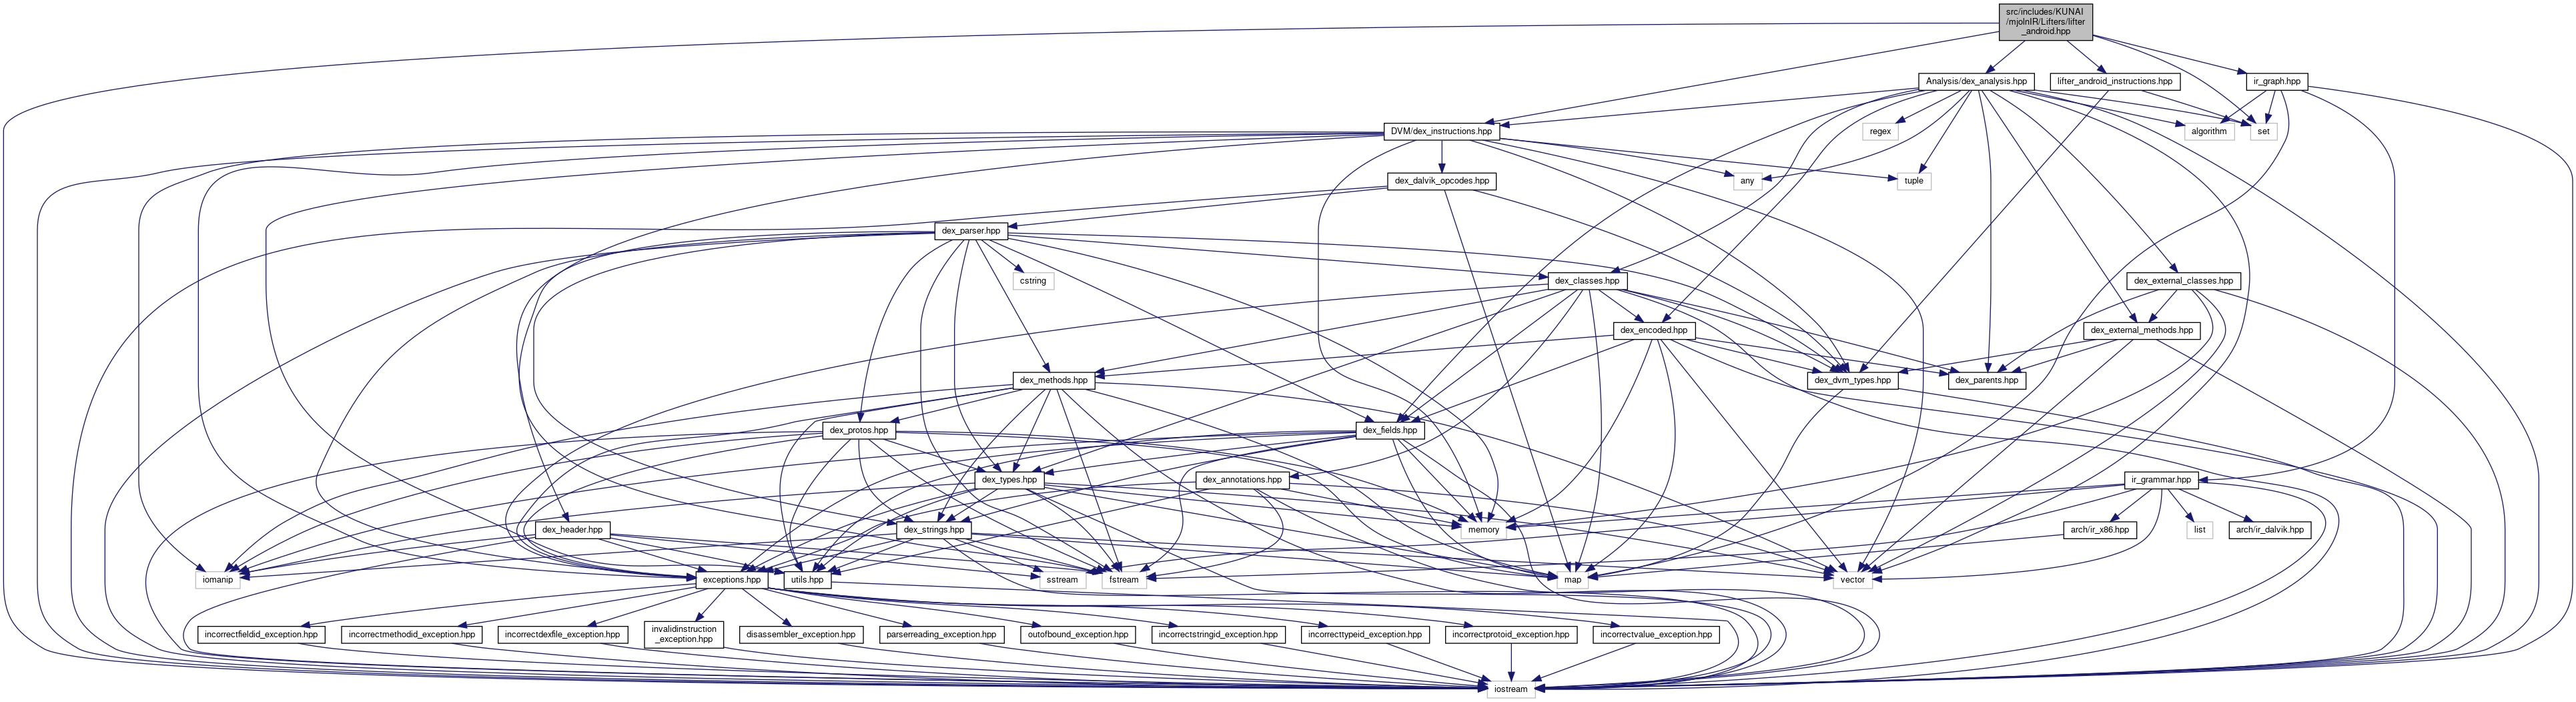 src/includes/KUNAI
/mjolnIR/Lifters/lifter
_android.hpp
Analysis/dex_analysis.hpp
lifter_android_instructions.hpp
ir_graph.hpp
DVM/dex_instructions.hpp
regex
algorithm
set
dex_dalvik_opcodes.hpp
any
tuple
dex_parser.hpp
cstring
dex_classes.hpp
dex_external_classes.hpp
dex_encoded.hpp
dex_external_methods.hpp
dex_methods.hpp
dex_dvm_types.hpp
dex_parents.hpp
dex_protos.hpp
dex_fields.hpp
dex_types.hpp
dex_annotations.hpp
ir_grammar.hpp
dex_header.hpp
dex_strings.hpp
memory
arch/ir_x86.hpp
list
arch/ir_dalvik.hpp
iomanip
exceptions.hpp
utils.hpp
sstream
fstream
map
vector
incorrectfieldid_exception.hpp
incorrectmethodid_exception.hpp
incorrectdexfile_exception.hpp
invalidinstruction
_exception.hpp
disassembler_exception.hpp
parserreading_exception.hpp
outofbound_exception.hpp
incorrectstringid_exception.hpp
incorrecttypeid_exception.hpp
incorrectprotoid_exception.hpp
incorrectvalue_exception.hpp
iostream